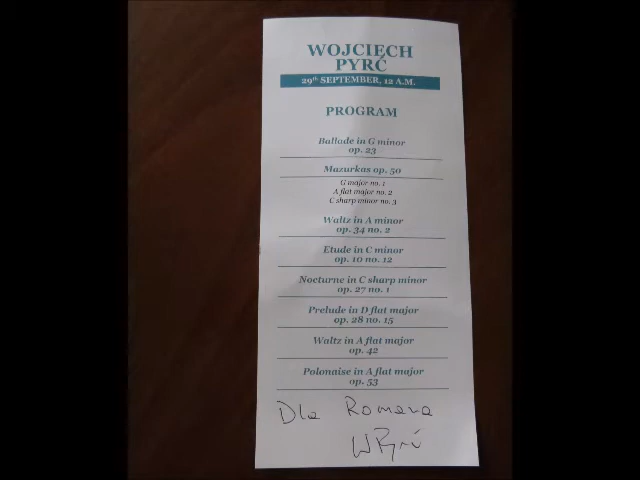 WOJCIECH
PYRĆ
29th SEPTEMBER, 12 A.M.
PROGRAM
Ballade in G minor
op. 23
Mazurkas op. 50
G major no. 1
A flat major no. 2
C sharp minor no. 3
Waltz in A minor
op. 34 no. 2
Etude in C minor
op. 10 no. 12
Nocturne in C sharp minor
op. 27 no. 1
Prelude in D flat major
op. 28 no. 15
Waltz in A flat major
op. 42
Polonaise in A flat major
op. 53
Dla Romana
WPyrć